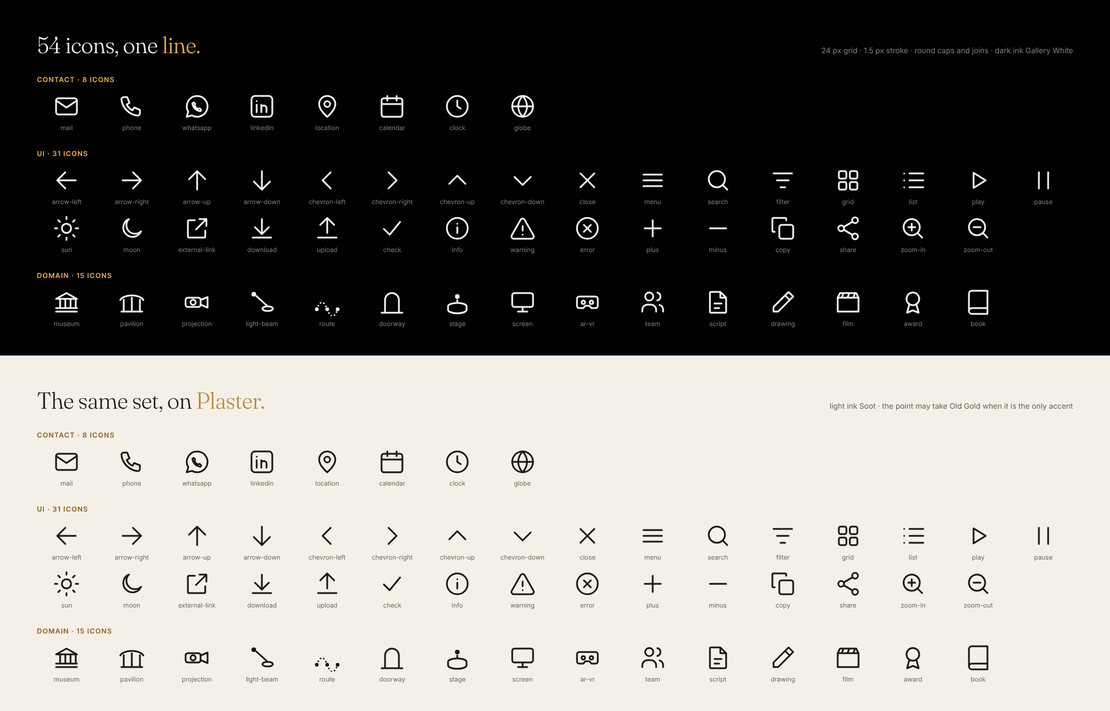 54 icons, one line.
24 px grid · 1.5 px stroke · round caps and joins · dark ink Gallery White
CONTACT · 8 ICONS
mail phone whatsapp linkedin location calendar clock globe
UI · 31 ICONS
arrow-left arrow-right arrow-up arrow-down chevron-left chevron-right chevron-up chevron-down close menu search filter grid list play pause
sun moon external-link download upload check info warning error plus minus copy share zoom-in zoom-out
DOMAIN · 15 ICONS
museum pavilion projection light-beam route doorway stage screen ar-vr team script drawing film award book
The same set, on Plaster.
light ink Soot · the point may take Old Gold when it is the only accent
CONTACT · 8 ICONS
mail phone whatsapp linkedin location calendar clock globe
UI · 31 ICONS
arrow-left arrow-right arrow-up arrow-down chevron-left chevron-right chevron-up chevron-down close menu search filter grid list play pause
sun moon external-link download upload check info warning error plus minus copy share zoom-in zoom-out
DOMAIN · 15 ICONS
museum pavilion projection light-beam route doorway stage screen ar-vr team script drawing film award book